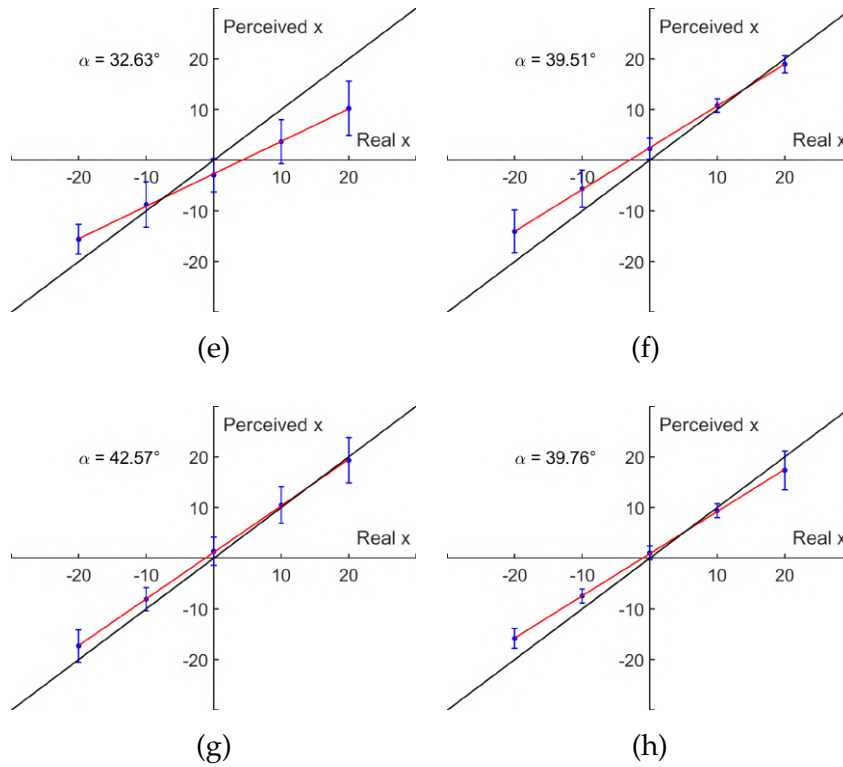 Perceived x
α = 32.63°
20
10
Real x
-20 -10 10 20
-10
-20
(e)
Perceived x
α = 39.51°
20
10
Real x
-20 -10 10 20
-10
-20
(f)
Perceived x
α = 42.57°
20
10
Real x
-20 -10 10 20
-10
-20
(g)
Perceived x
α = 39.76°
20
10
Real x
-20 -10 10 20
-10
-20
(h)